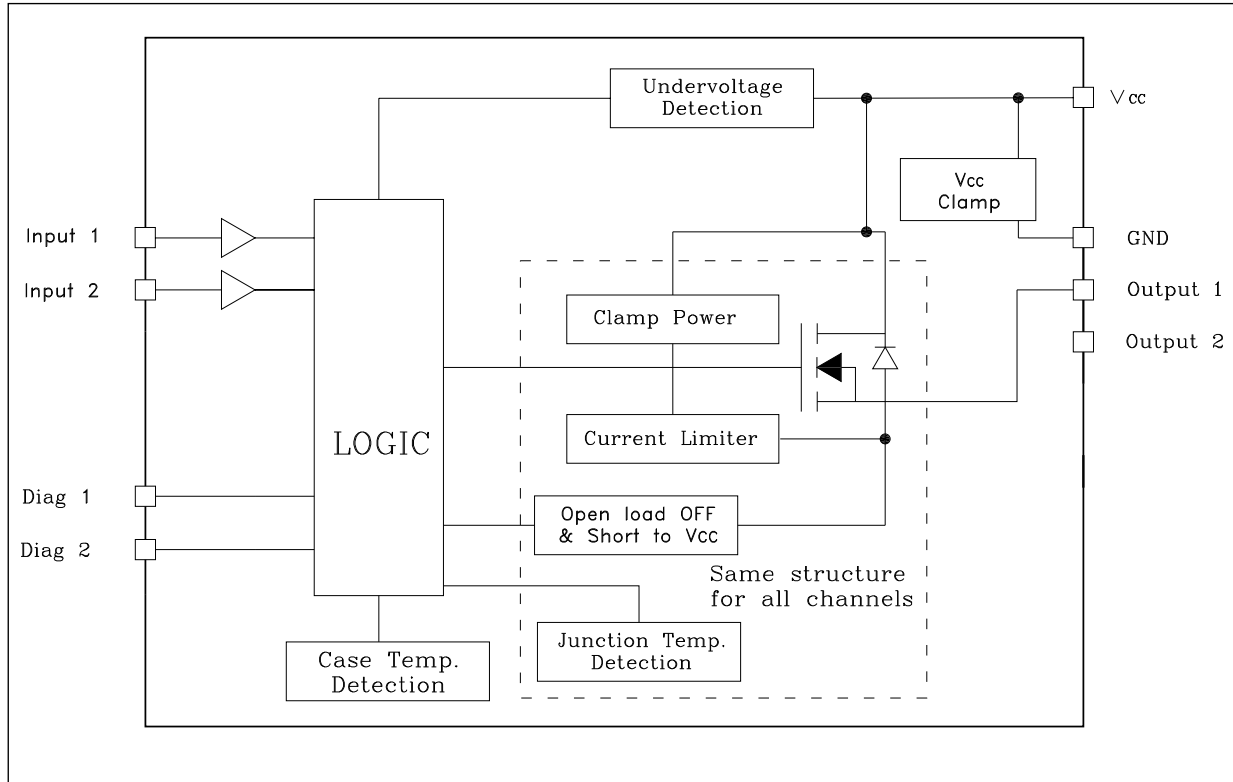 Undervoltage
Detection
Vcc
Vcc
Clamp
Input 1
GND
Input 2
Output 1
Clamp Power
Output 2
LOGIC
Current Limiter
Diag 1
Open load OFF
& Short to Vcc
Diag 2
Same structure
for all channels
Junction Temp.
Detection
Case Temp.
Detection